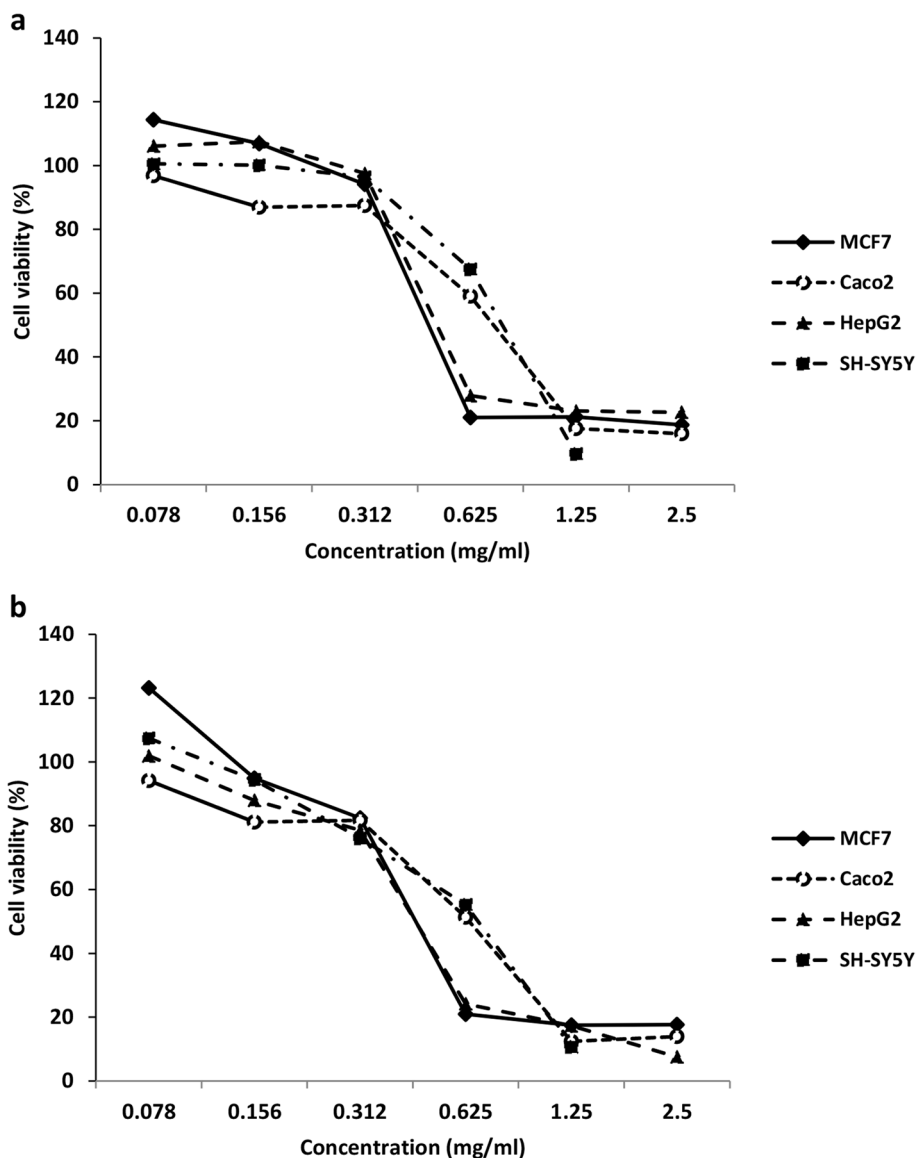 a
140
120
100
80
60
40
20
0
Cell viability (%)
0.078 0.156 0.312 0.625 1.25 2.5
Concentration (mg/ml)
MCF7
Caco2
HepG2
SH-SY5Y
b
140
120
100
80
60
40
20
0
Cell viability (%)
0.078 0.156 0.312 0.625 1.25 2.5
Concentration (mg/ml)
MCF7
Caco2
HepG2
SH-SY5Y